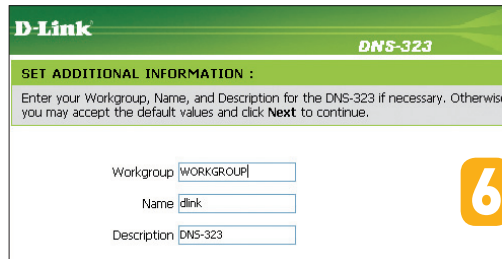 D-Link
DNS-323
SET ADDITIONAL INFORMATION :
Enter your Workgroup, Name, and Description for the DNS-323 if necessary. Otherwise
you may accept the default values and click Next to continue.
Workgroup WORKGROUP
Name dlink
Description DNS-323
6